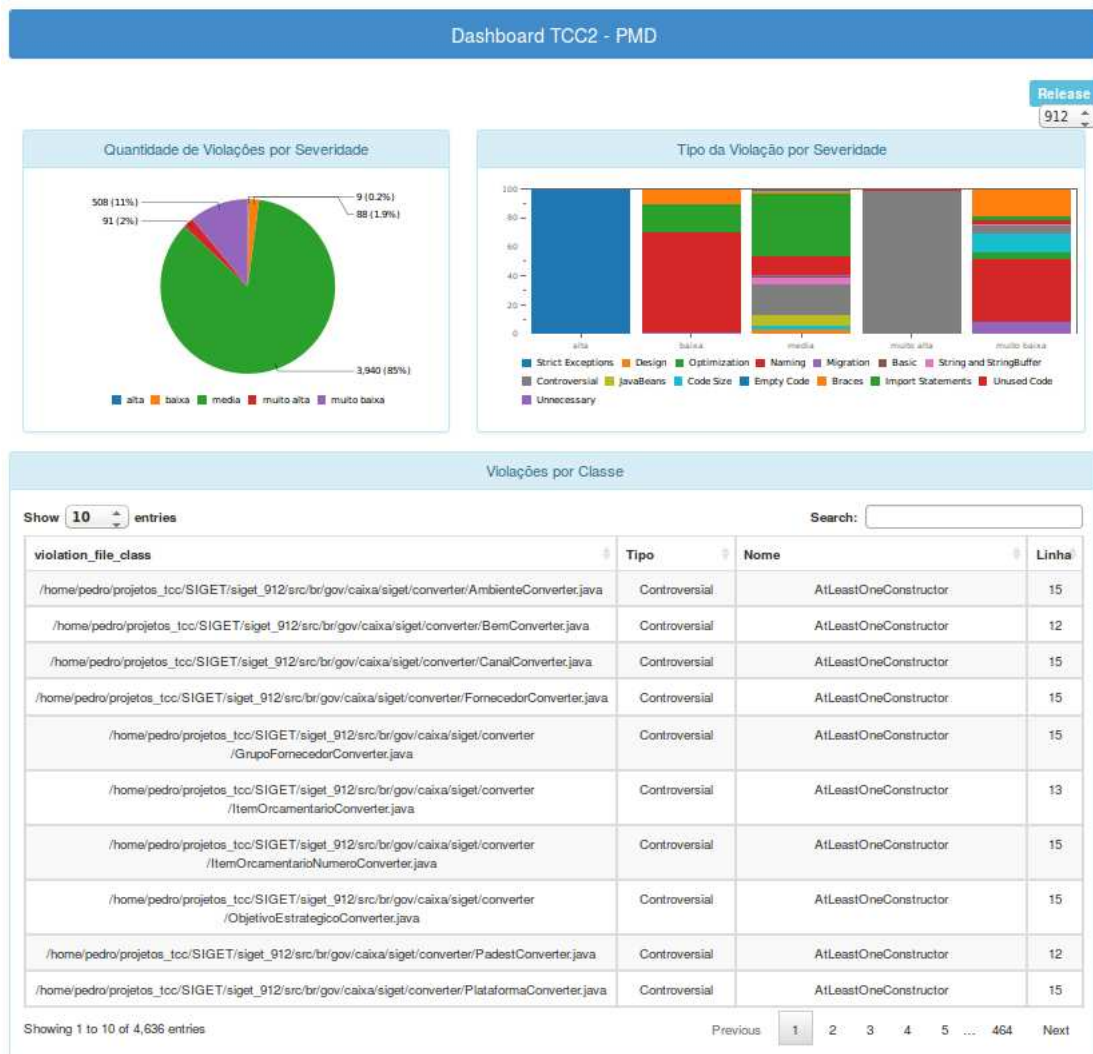 Dashboard TCC2 - PMD
Release
912
Quantidade de Violações por Severidade
508 (11%)
91 (2%)
9 (0.2%)
88 (1.9%)
3,940 (85%)
alta baixa media muito alta muito baixa
Tipo da Violação por Severidade
100
80
60
40
20
0
alta baixa media muito alta muito baixa
Strict Exceptions Design Optimization Naming Migration Basic String and StringBuffer
Controversial JavaBeans Code Size Empty Code Braces Import Statements Unused Code
Unnecessary
Violações por Classe
Show 10 entries Search:
violation_file_class Tipo Nome Linha
/home/pedro/projetos_tcc/SIGET/siget_912/src/br/gov/caixa/siget/converter/AmbienteConverter.java Controversial AtLeastOneConstructor 15
/home/pedro/projetos_tcc/SIGET/siget_912/src/br/gov/caixa/siget/converter/BemConverter.java Controversial AtLeastOneConstructor 12
/home/pedro/projetos_tcc/SIGET/siget_912/src/br/gov/caixa/siget/converter/CanalConverter.java Controversial AtLeastOneConstructor 15
/home/pedro/projetos_tcc/SIGET/siget_912/src/br/gov/caixa/siget/converter/FornecedorConverter.java Controversial AtLeastOneConstructor 15
/home/pedro/projetos_tcc/SIGET/siget_912/src/br/gov/caixa/siget/converter
/GrupoFornecedorConverter.java Controversial AtLeastOneConstructor 15
/home/pedro/projetos_tcc/SIGET/siget_912/src/br/gov/caixa/siget/converter
/ItemOrcamentarioConverter.java Controversial AtLeastOneConstructor 13
/home/pedro/projetos_tcc/SIGET/siget_912/src/br/gov/caixa/siget/converter
/ItemOrcamentarioNumeroConverter.java Controversial AtLeastOneConstructor 15
/home/pedro/projetos_tcc/SIGET/siget_912/src/br/gov/caixa/siget/converter
/ObjetivoEstrategicoConverter.java Controversial AtLeastOneConstructor 15
/home/pedro/projetos_tcc/SIGET/siget_912/src/br/gov/caixa/siget/converter/PadestConverter.java Controversial AtLeastOneConstructor 12
/home/pedro/projetos_tcc/SIGET/siget_912/src/br/gov/caixa/siget/converter/PlataformaConverter.java Controversial AtLeastOneConstructor 15
Showing 1 to 10 of 4,636 entries Previous 1 2 3 4 5 ... 464 Next